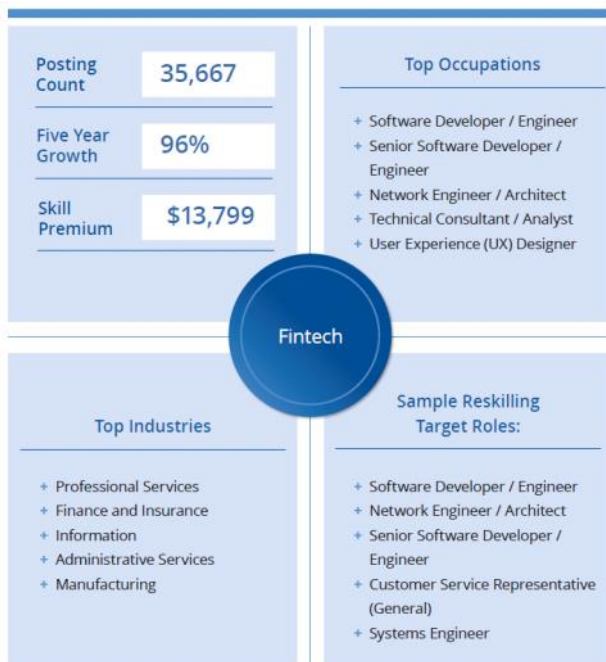 Posting
Count
35,667
Five Year
Growth
96%
Skill
Premium
$13,799
Top Occupations
+ Software Developer / Engineer
+ Senior Software Developer /
Engineer
+ Network Engineer / Architect
+ Technical Consultant / Analyst
+ User Experience (UX) Designer
Fintech
Top Industries
+ Professional Services
+ Finance and Insurance
+ Information
+ Administrative Services
+ Manufacturing
Sample Reskilling
Target Roles:
+ Software Developer / Engineer
+ Network Engineer / Architect
+ Senior Software Developer /
Engineer
+ Customer Service Representative
(General)
+ Systems Engineer